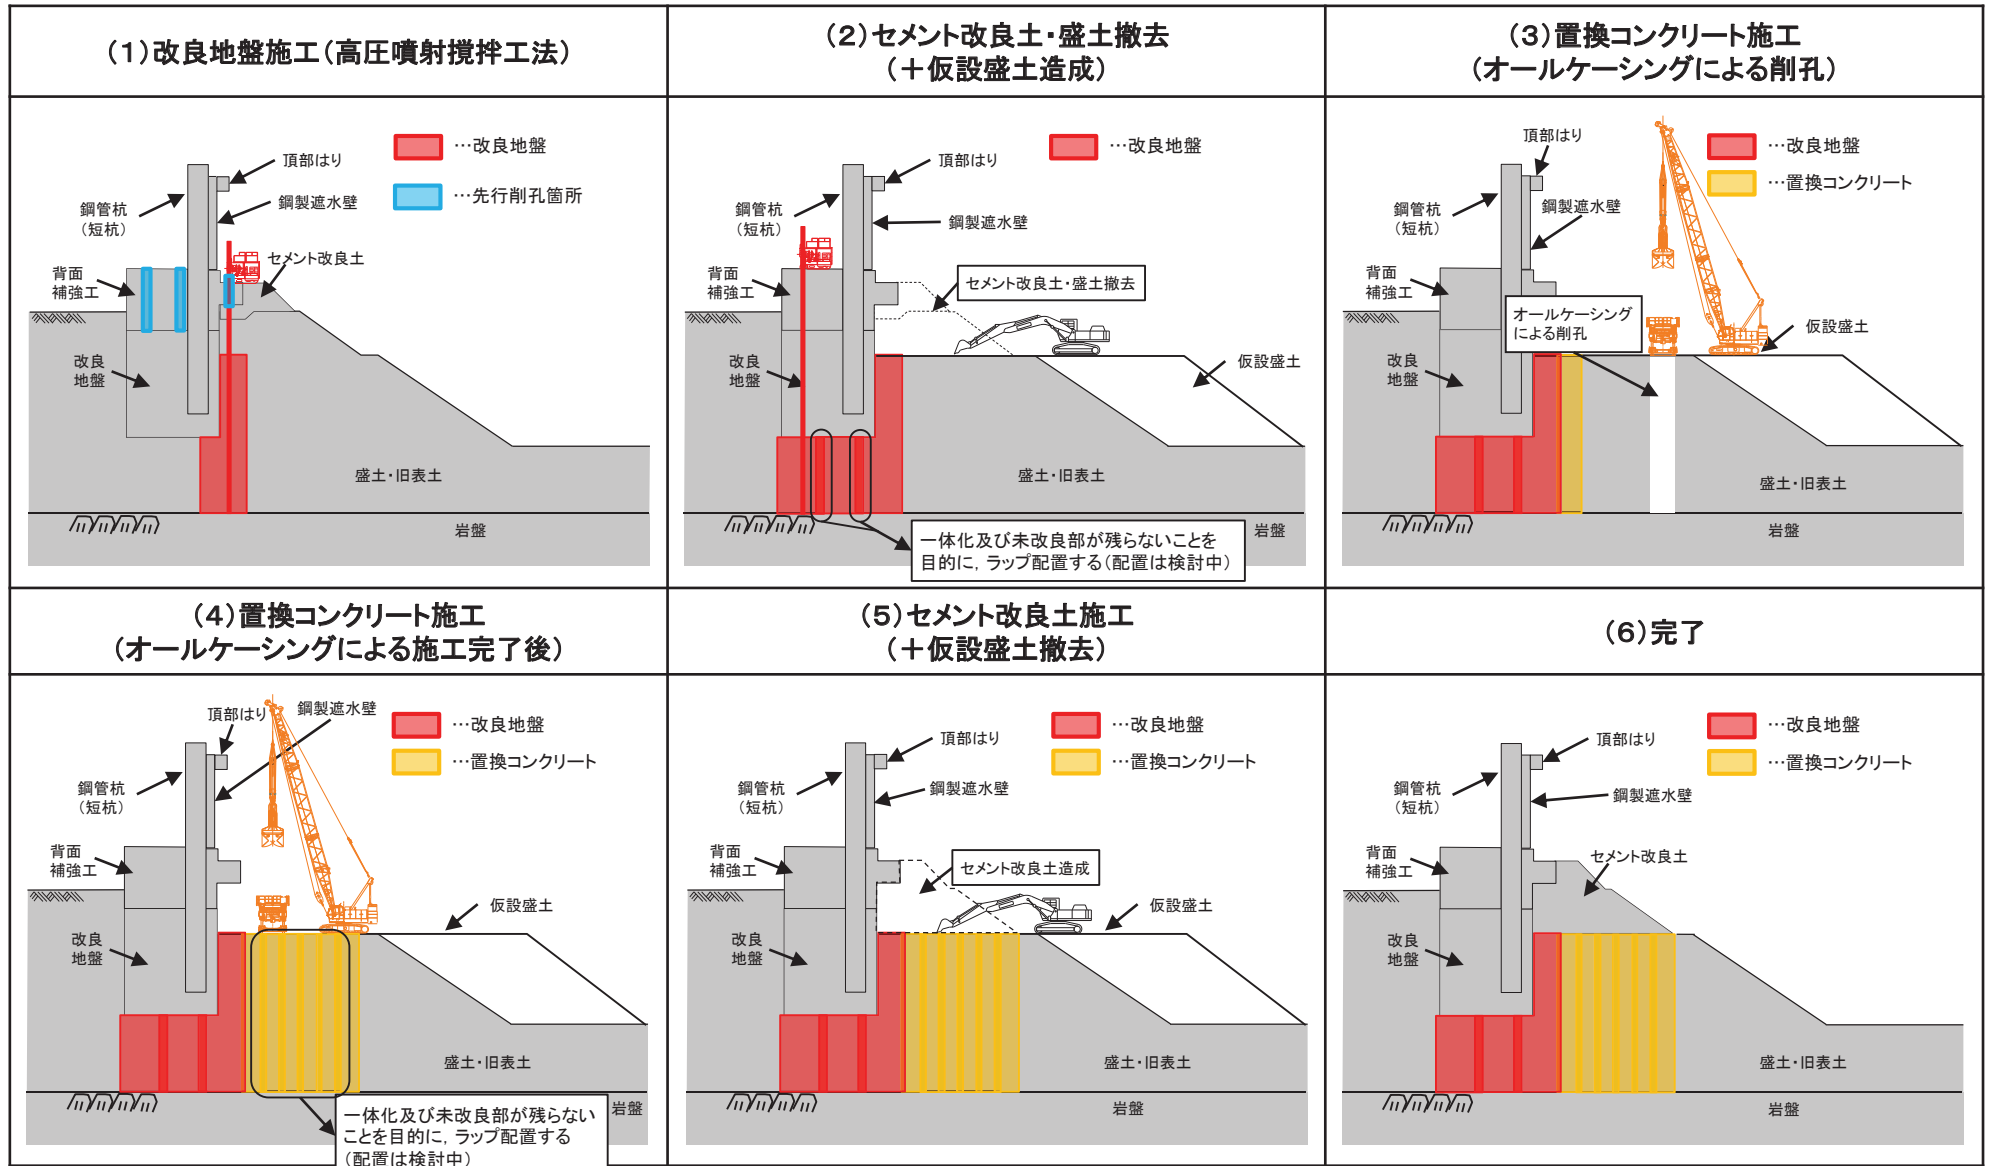 (1)改良地盤施工(高圧噴射撹拌工法)
…改良地盤
…先行削孔箇所
頂部はり
鋼管杭
(短杭)
鋼製遮水壁
セメント改良土
背面
補強工
改良
地盤
盛土・旧表土
岩盤
(2)セメント改良土・盛土撤去
(+仮設盛土造成)
…改良地盤
頂部はり
鋼管杭
(短杭)
鋼製遮水壁
背面
補強工
セメント改良土・盛土撤去
改良
地盤
仮設盛土
盛土・旧表土
岩盤
一体化及び未改良部が残らないことを
目的に,ラップ配置する(配置は検討中)
(3)置換コンクリート施工
(オールケーシングによる削孔)
…改良地盤
…置換コンクリート
頂部はり
鋼管杭
(短杭)
鋼製遮水壁
背面
補強工
オールケーシング
による削孔
仮設盛土
改良
地盤
盛土・旧表土
岩盤
(4)置換コンクリート施工
(オールケーシングによる施工完了後)
…改良地盤
…置換コンクリート
頂部はり
鋼製遮水壁
鋼管杭
(短杭)
背面
補強工
仮設盛土
改良
地盤
盛土・旧表土
岩盤
一体化及び未改良部が残らない
ことを目的に,ラップ配置する
(配置は検討中)
(5)セメント改良土施工
(+仮設盛土撤去)
…改良地盤
…置換コンクリート
頂部はり
鋼管杭
(短杭)
鋼製遮水壁
背面
補強工
セメント改良土造成
仮設盛土
改良
地盤
盛土・旧表土
岩盤
(6)完了
…改良地盤
…置換コンクリート
頂部はり
鋼管杭
(短杭)
鋼製遮水壁
背面
補強工
セメント改良土
改良
地盤
盛土・旧表土
岩盤